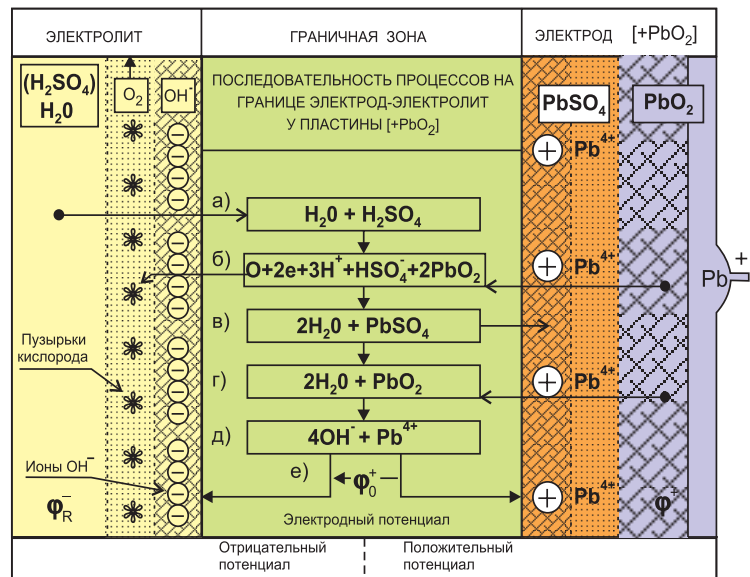 ЭЛЕКТРОЛИТ
ГРАНИЧНАЯ ЗОНА
ЭЛЕКТРОД [+PbO₂]
(H₂SO₄)
H₂0
O₂
OH⁻
ПОСЛЕДОВАТЕЛЬНОСТЬ ПРОЦЕССОВ НА
ГРАНИЦЕ ЭЛЕКТРОД-ЭЛЕКТРОЛИТ
У ПЛАСТИНЫ [+PbO₂]
PbSO₄
PbO₂
+ Pb⁴⁺
а)
H₂0 + H₂SO₄
б)
O+2e+3H⁺+HSO₄⁻+2PbO₂
+ Pb⁴⁺
Pb
+
в)
2H₂0 + PbSO₄
Пузырьки
кислорода
г)
2H₂0 + PbO₂
+ Pb⁴⁺
д)
4OH⁻ + Pb⁴⁺
Ионы OH⁻
е)
φ₀⁺
φ_R⁻
Электродный потенциал
+ Pb⁴⁺
φ⁺
Отрицательный
потенциал
Положительный
потенциал